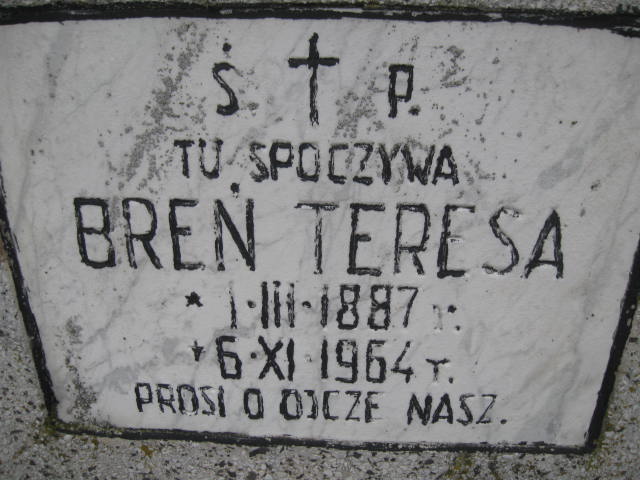 Ś. † P.
TU SPOCZYWA
BREŃ TERESA
* 1·III·1887 r.
+ 6·XI·1964 r.
PROSI O OJCZE NASZ.